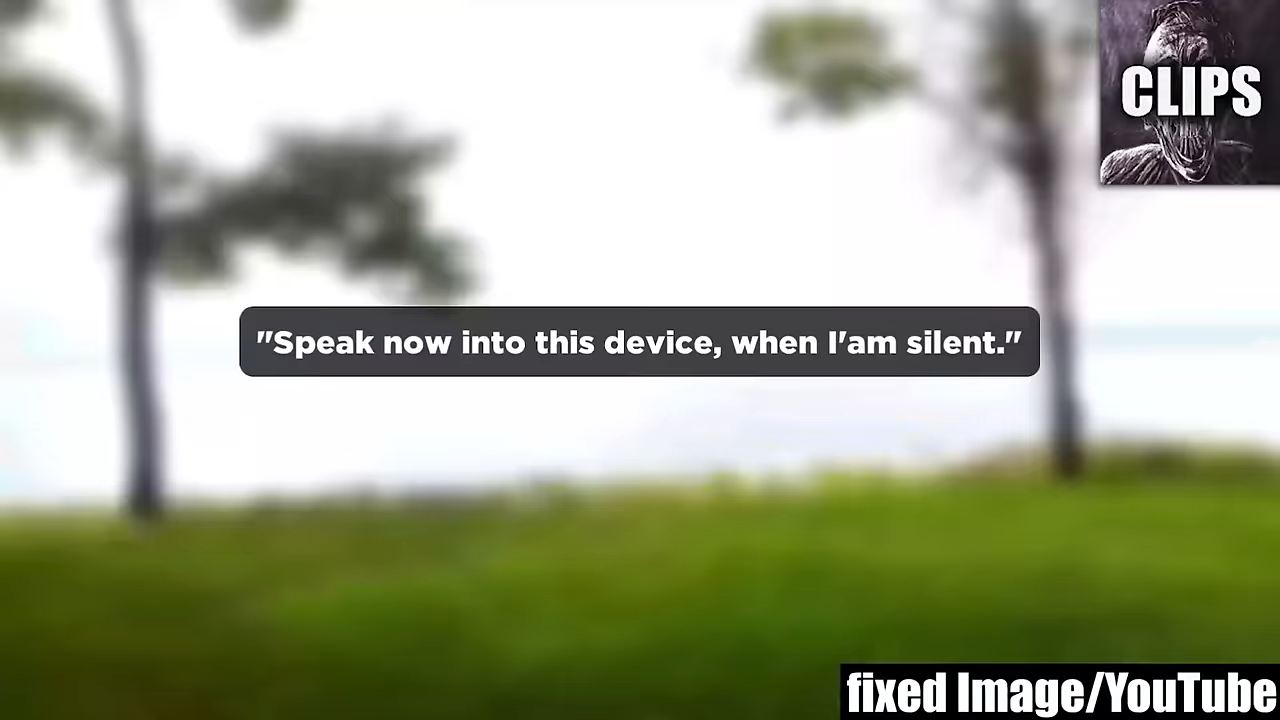 CLIPS
"Speak now into this device, when I'am silent."
fixed Image/YouTube